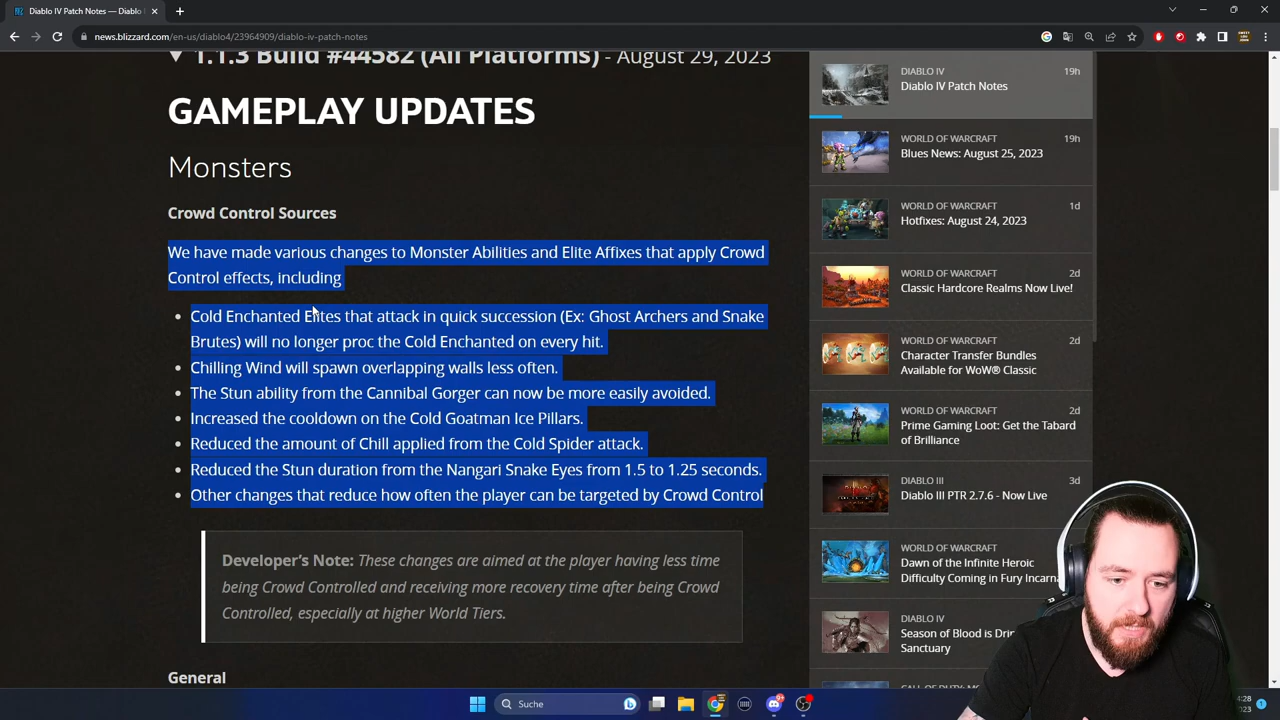 Diablo IV Patch Notes — Diablo
news.blizzard.com/en-us/diablo4/23964909/diablo-iv-patch-notes
1.1.3 Build #44582 (All Platforms) - August 29, 2023
GAMEPLAY UPDATES
Monsters
Crowd Control Sources
We have made various changes to Monster Abilities and Elite Affixes that apply Crowd
Control effects, including
Cold Enchanted Elites that attack in quick succession (Ex: Ghost Archers and Snake
Brutes) will no longer proc the Cold Enchanted on every hit.
Chilling Wind will spawn overlapping walls less often.
The Stun ability from the Cannibal Gorger can now be more easily avoided.
Increased the cooldown on the Cold Goatman Ice Pillars.
Reduced the amount of Chill applied from the Cold Spider attack.
Reduced the Stun duration from the Nangari Snake Eyes from 1.5 to 1.25 seconds.
Other changes that reduce how often the player can be targeted by Crowd Control
Developer's Note: These changes are aimed at the player having less time
being Crowd Controlled and receiving more recovery time after being Crowd
Controlled, especially at higher World Tiers.
General
DIABLO IV 19h
Diablo IV Patch Notes
WORLD OF WARCRAFT 19h
Blues News: August 25, 2023
WORLD OF WARCRAFT 1d
Hotfixes: August 24, 2023
WORLD OF WARCRAFT 2d
Classic Hardcore Realms Now Live!
WORLD OF WARCRAFT 2d
Character Transfer Bundles
Available for WoW® Classic
WORLD OF WARCRAFT 2d
Prime Gaming Loot: Get the Tabard
of Brilliance
DIABLO III 3d
Diablo III PTR 2.7.6 - Now Live
WORLD OF WARCRAFT
Dawn of the Infinite Heroic
Difficulty Coming in Fury Incarn
DIABLO IV
Season of Blood is Dri
Sanctuary
Suche